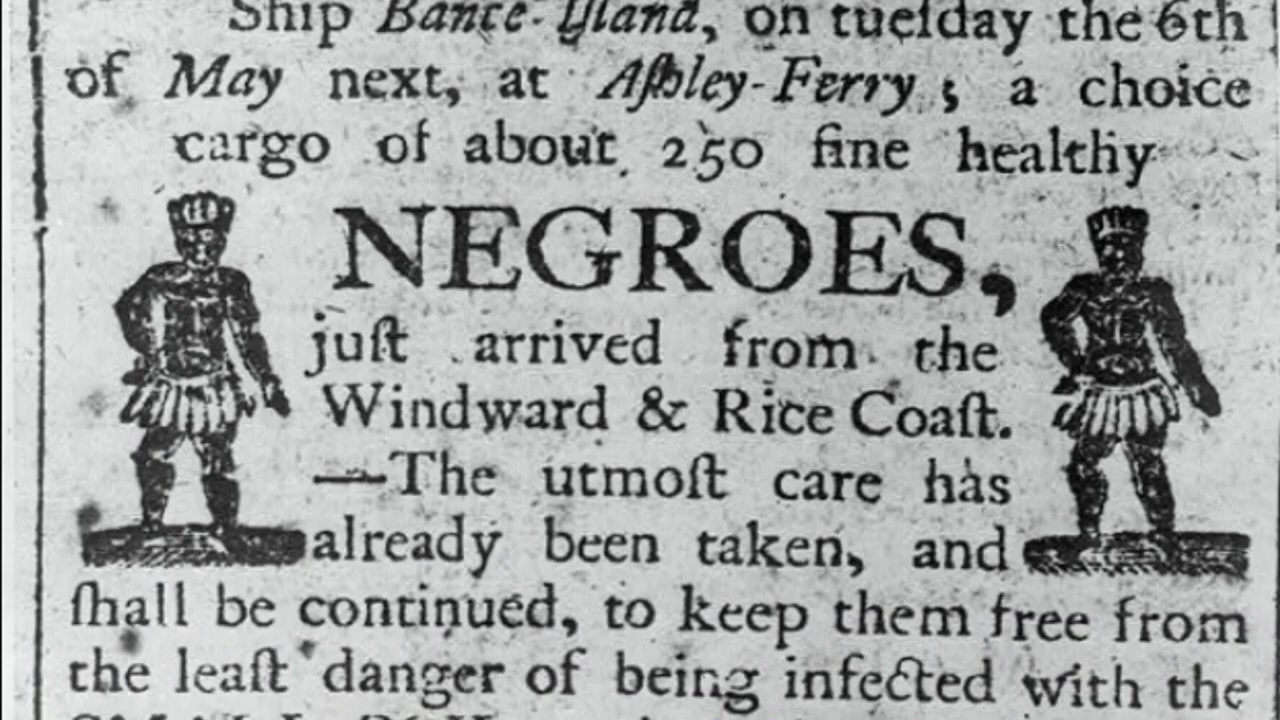 Ship Bance-Yland, on tueſday the 6th
of May next, at Aſhley-Ferry; a choice
cargo of about 250 fine healthy
NEGROES,
juſt arrived from the
Windward & Rice Coaſt.
—The utmoſt care has
already been taken, and
ſhall be continued, to keep them free from
the leaſt danger of being infected with the